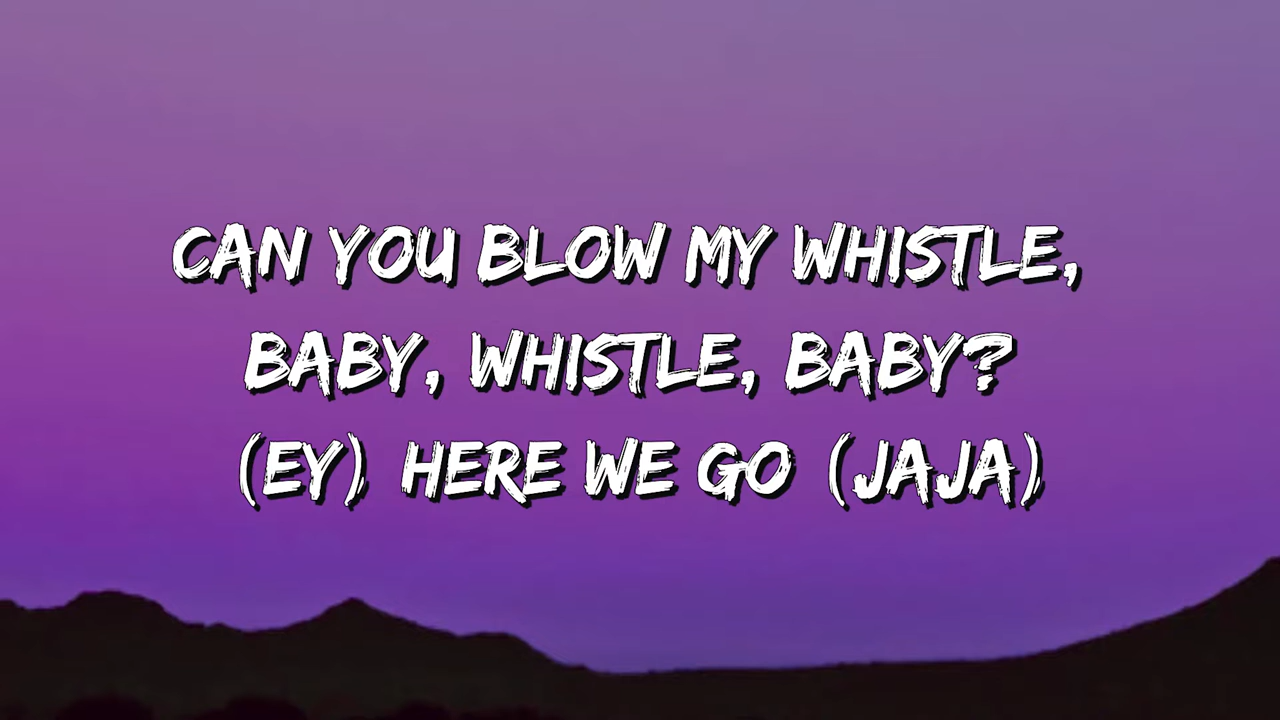 CAN YOU BLOW MY WHISTLE,
BABY, WHISTLE, BABY?
(EY) HERE WE GO (JAJA)